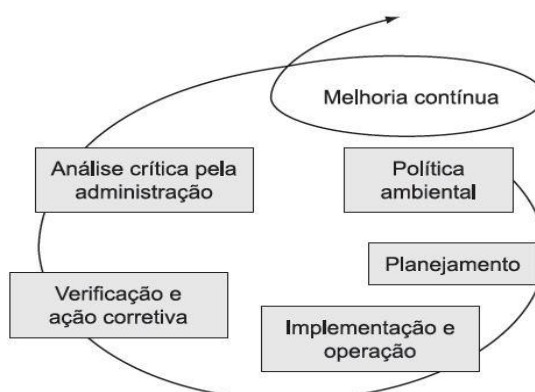 Melhoria contínua
Análise crítica pela
administração
Política
ambiental
Planejamento
Verificação e
ação corretiva
Implementação e
operação